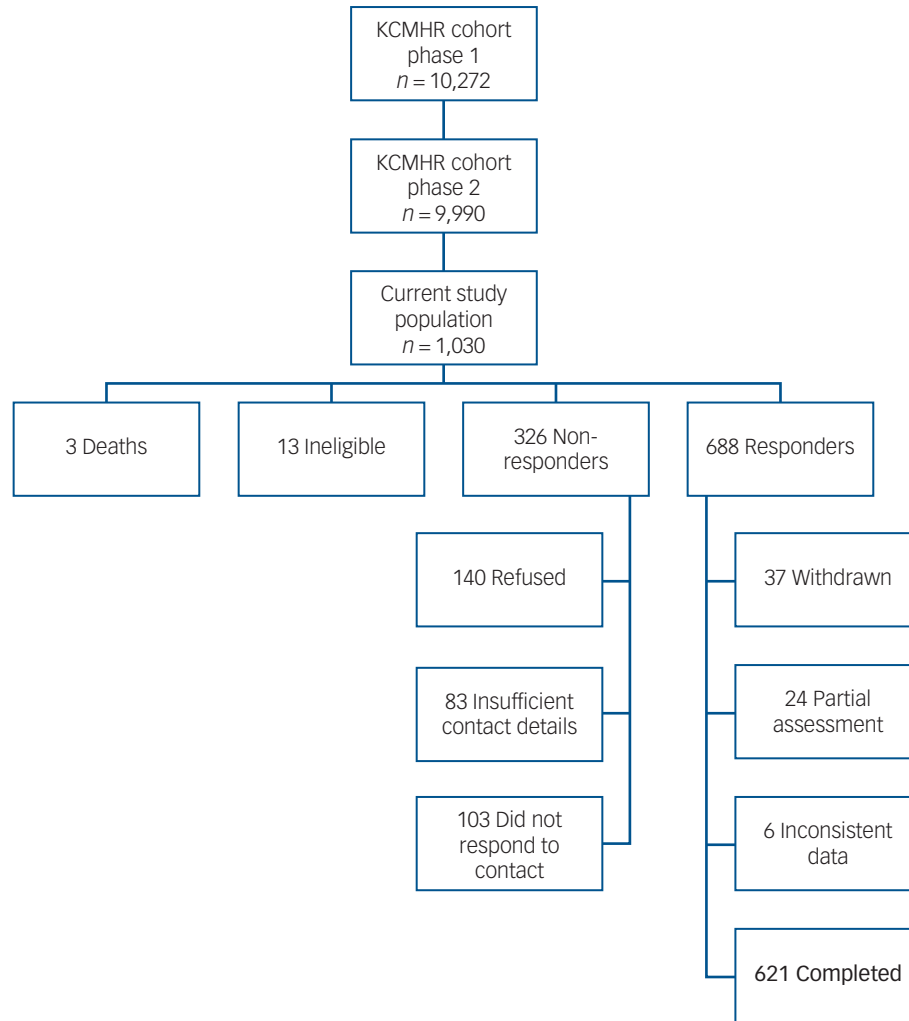 KCMHR cohort
phase 1
n = 10,272
KCMHR cohort
phase 2
n = 9,990
Current study
population
n = 1,030
3 Deaths
13 Ineligible
326 Non-
responders
688 Responders
140 Refused
37 Withdrawn
83 Insufficient
contact details
24 Partial
assessment
103 Did not
respond to
contact
6 Inconsistent
data
621 Completed